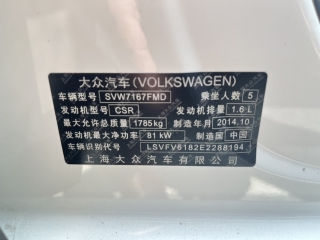 大众汽车(VOLKSWAGEN)
车辆型号 SVW7167FMD 乘坐人数 5
发动机型号 CSR 发动机排量 1.6 L
最大允许总质量 1785kg 制造年月 2014.10
发动机最大净功率 81 kW 制造国 中国
车辆识别代号 LSVFV6182E2288194
上海大众汽车有限公司